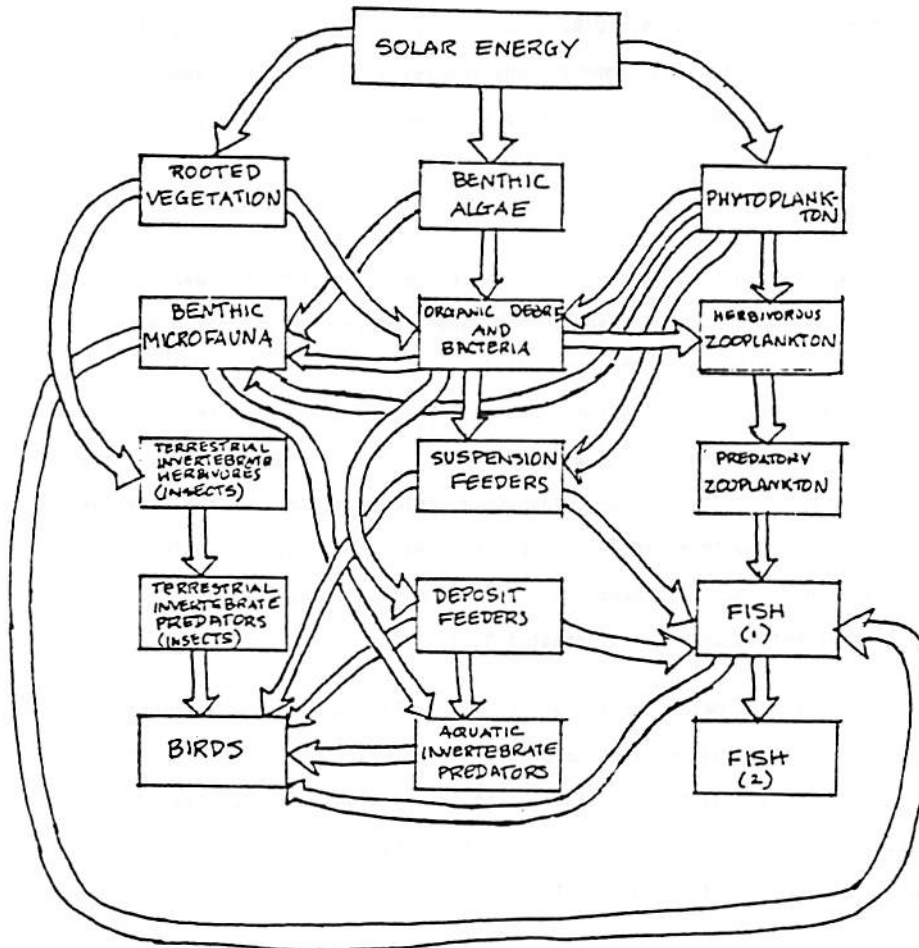 SOLAR ENERGY
ROOTED
VEGETATION
BENTHIC
ALGAE
PHYTOPLANK-
TON
BENTHIC
MICROFAUNA
ORGANIC DEBRE
AND
BACTERIA
HERBIVOROUS
ZOOPLANKTON
TERRESTRIAL
INVERTEBRATE
HERBIVORES
(INSECTS)
SUSPENSION
FEEDERS
PREDATORY
ZOOPLANKTON
TERRESTRIAL
INVERTEBRATE
PREDATORS
(INSECTS)
DEPOSIT
FEEDERS
FISH
(1)
BIRDS
AQUATIC
INVERTEBRATE
PREDATORS
FISH
(2)